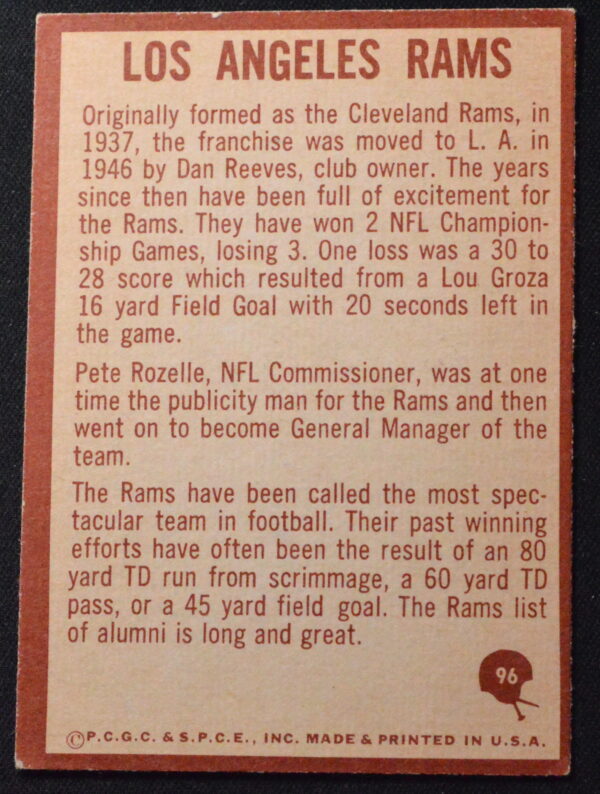 LOS ANGELES RAMS
Originally formed as the Cleveland Rams, in
1937, the franchise was moved to L. A. in
1946 by Dan Reeves, club owner. The years
since then have been full of excitement for
the Rams. They have won 2 NFL Champion-
ship Games, losing 3. One loss was a 30 to
28 score which resulted from a Lou Groza
16 yard Field Goal with 20 seconds left in
the game.
Pete Rozelle, NFL Commissioner, was at one
time the publicity man for the Rams and then
went on to become General Manager of the
team.
The Rams have been called the most spec-
tacular team in football. Their past winning
efforts have often been the result of an 80
yard TD run from scrimmage, a 60 yard TD
pass, or a 45 yard field goal. The Rams list
of alumni is long and great.
96
©P.C.G.C. & S.P.C.E., INC. MADE & PRINTED IN U.S.A.